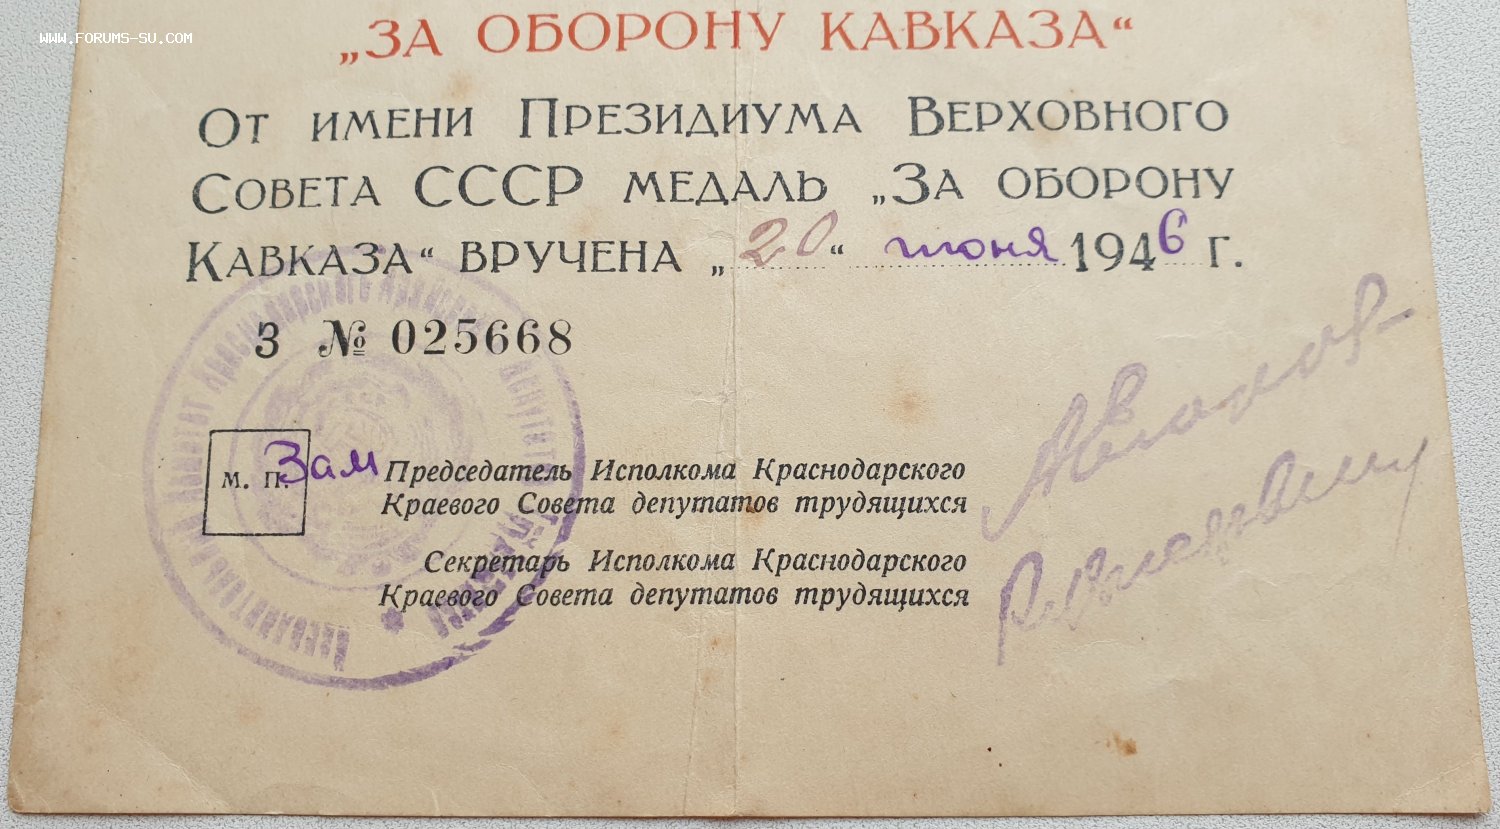 WWW.FORUMS-SU.COM
„ЗА ОБОРОНУ КАВКАЗА“
От имени Президиума Верховного
Совета СССР медаль „За оборону
Кавказа“ вручена „20“ июня 1946 г.
З № 025668
м. п. Зам Председатель Исполкома Краснодарского
Краевого Совета депутатов трудящихся
Секретарь Исполкома Краснодарского
Краевого Совета депутатов трудящихся